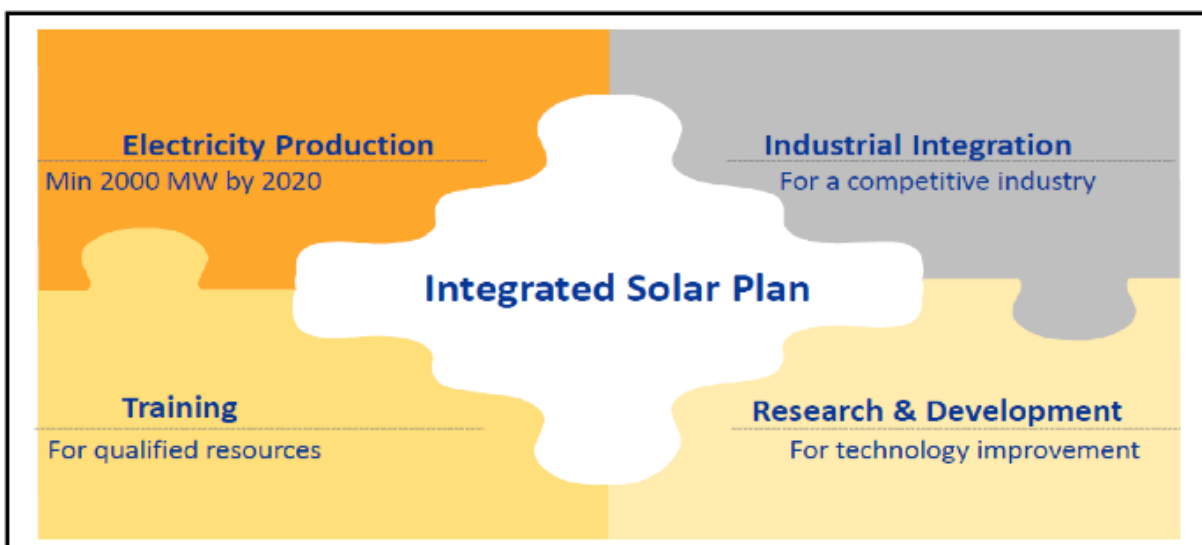 Electricity Production
Min 2000 MW by 2020
Industrial Integration
For a competitive industry
Integrated Solar Plan
Training
For qualified resources
Research & Development
For technology improvement